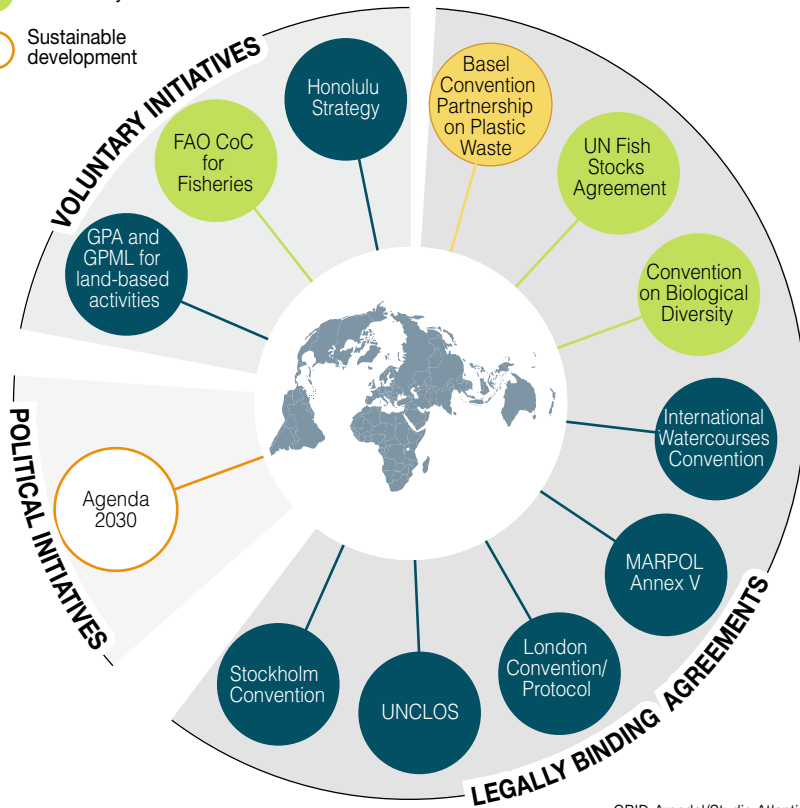 Sustainable
development
VOLUNTARY INITIATIVES
Honolulu
Strategy
FAO CoC
for
Fisheries
GPA and
GPML for
land-based
activities
POLITICAL INITIATIVES
Agenda
2030
LEGALLY BINDING AGREEMENTS
Basel
Convention
Partnership
on Plastic
Waste
UN Fish
Stocks
Agreement
Convention
on Biological
Diversity
International
Watercourses
Convention
MARPOL
Annex V
London
Convention/
Protocol
UNCLOS
Stockholm
Convention